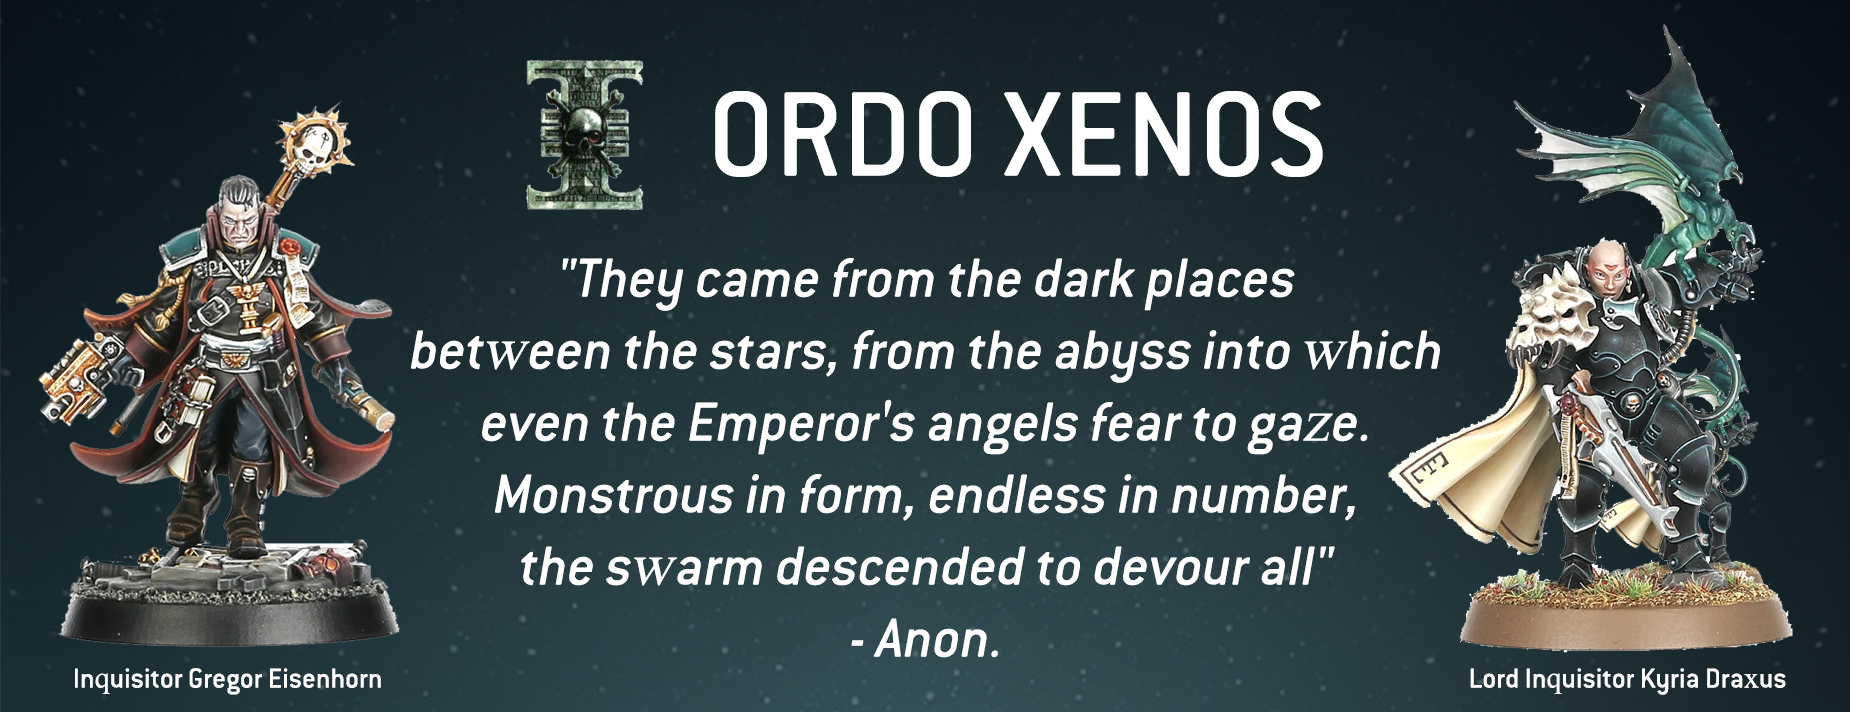 ORDO XENOS
"They came from the dark places
between the stars, from the abyss into which
even the Emperor's angels fear to gaze.
Monstrous in form, endless in number,
the swarm descended to devour all"
- Anon.
Inquisitor Gregor Eisenhorn
Lord Inquisitor Kyria Draxus